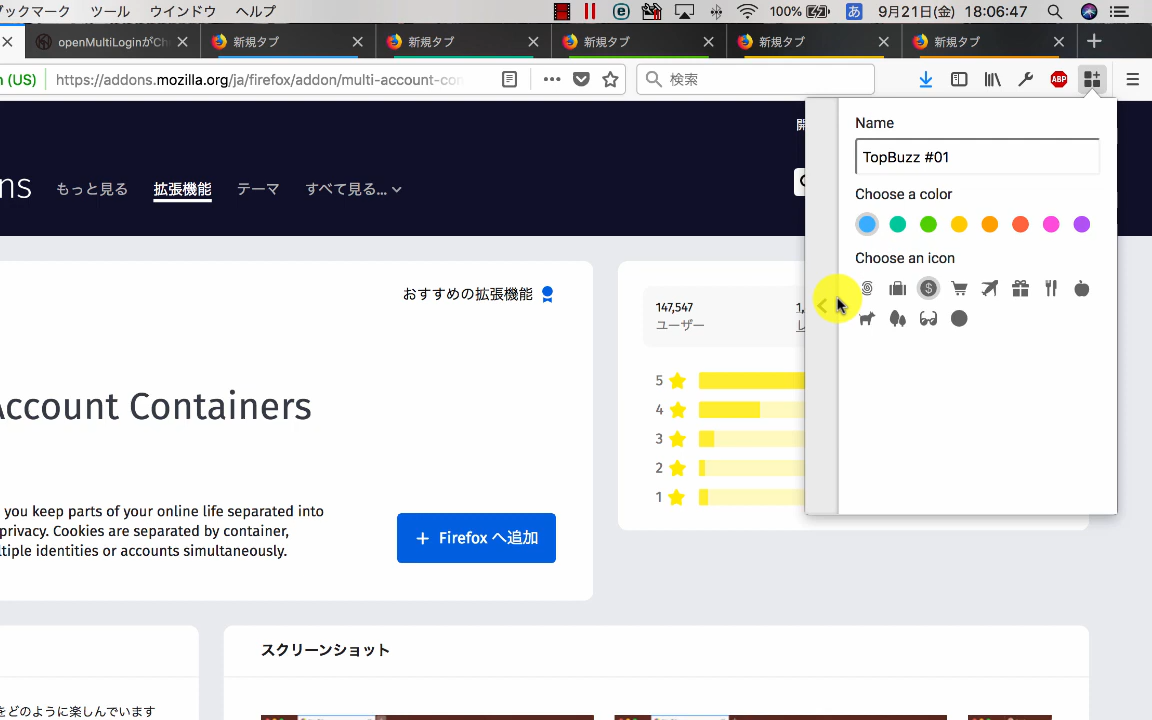 ブックマーク ツール ウインドウ ヘルプ 100% あ 9月21日(金) 18:06:47
openMultiLoginがCh 新規タブ 新規タブ 新規タブ 新規タブ 新規タブ
(US) https://addons.mozilla.org/ja/firefox/addon/multi-account-con 検索 ABP
Name
TopBuzz #01
Choose a color
Choose an icon
ns もっと見る 拡張機能 テーマ すべて見る...
おすすめの拡張機能
147,547
ユーザー
5
4
3
2
1
Account Containers
you keep parts of your online life separated into
privacy. Cookies are separated by container,
ltiple identities or accounts simultaneously.
+ Firefox へ追加
スクリーンショット
をどのように楽しんでいます